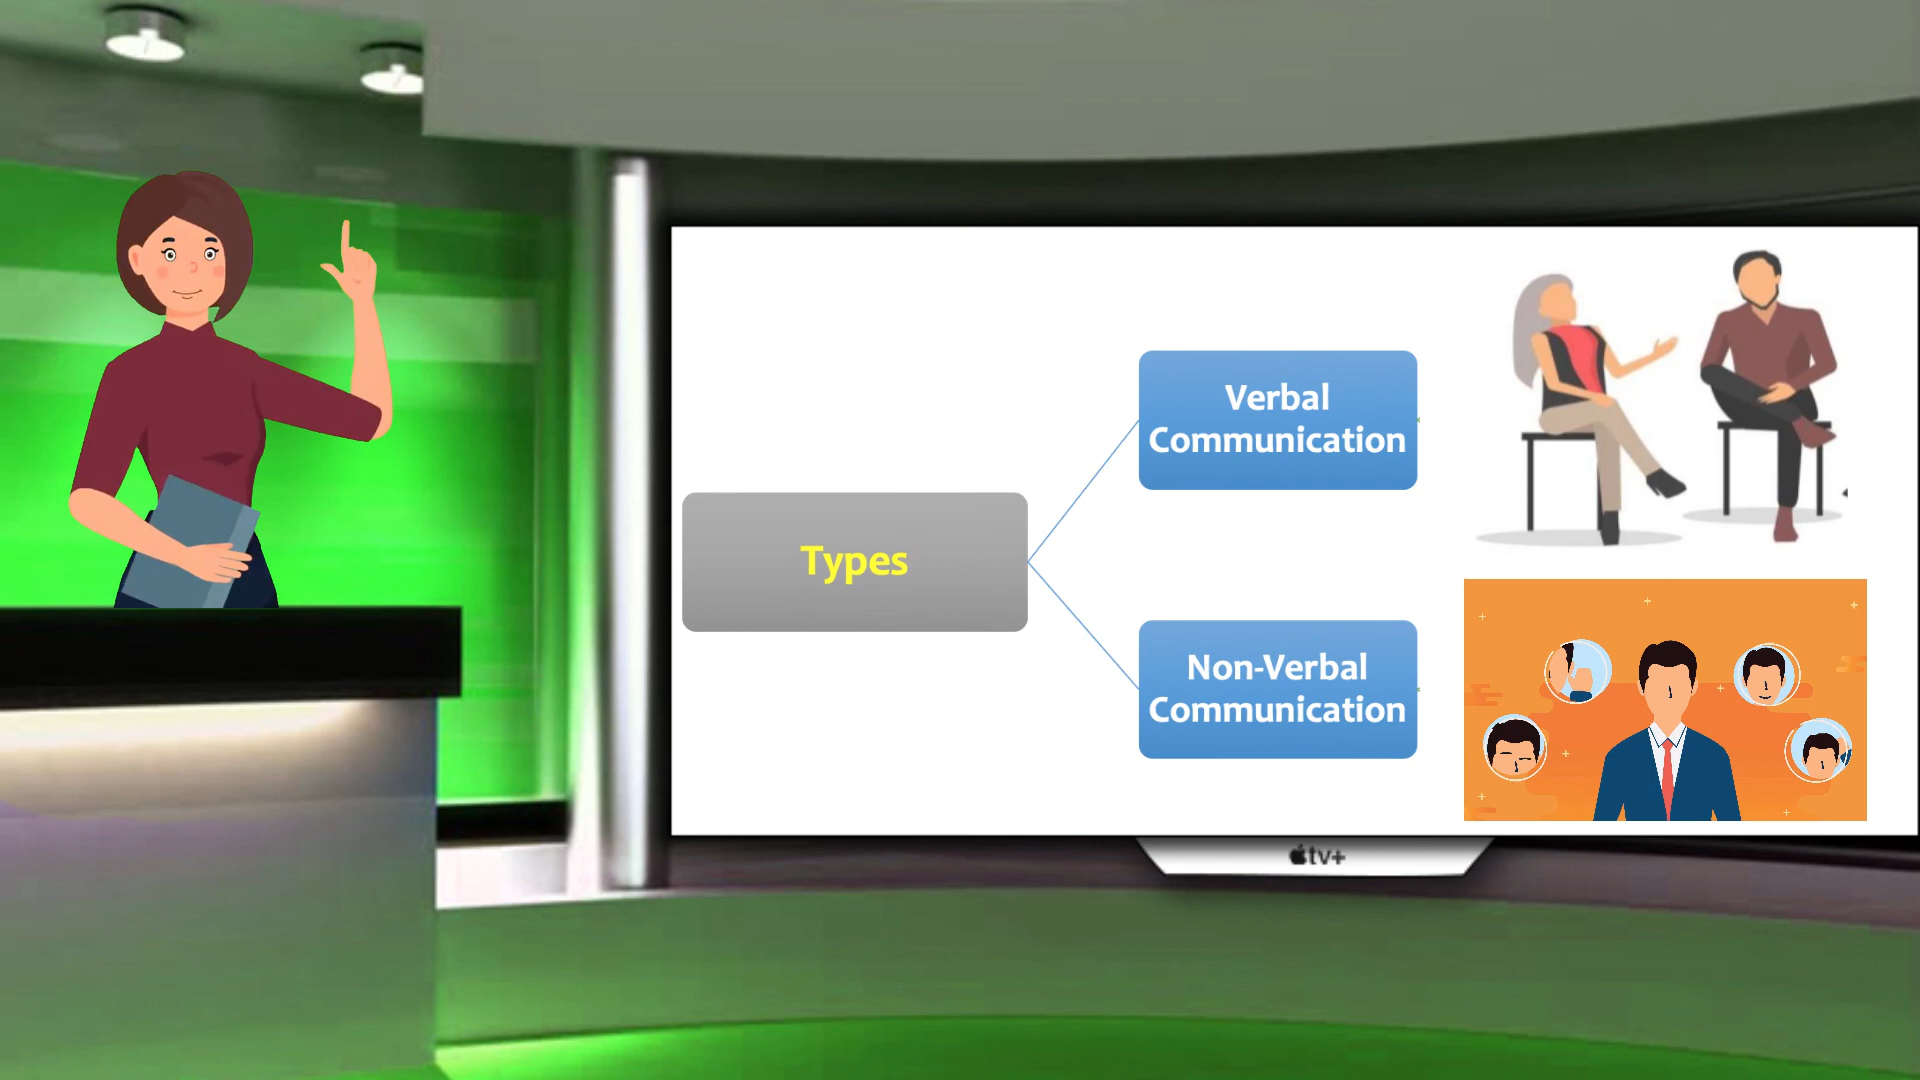 Types
Verbal
Communication
Non-Verbal
Communication
tv+